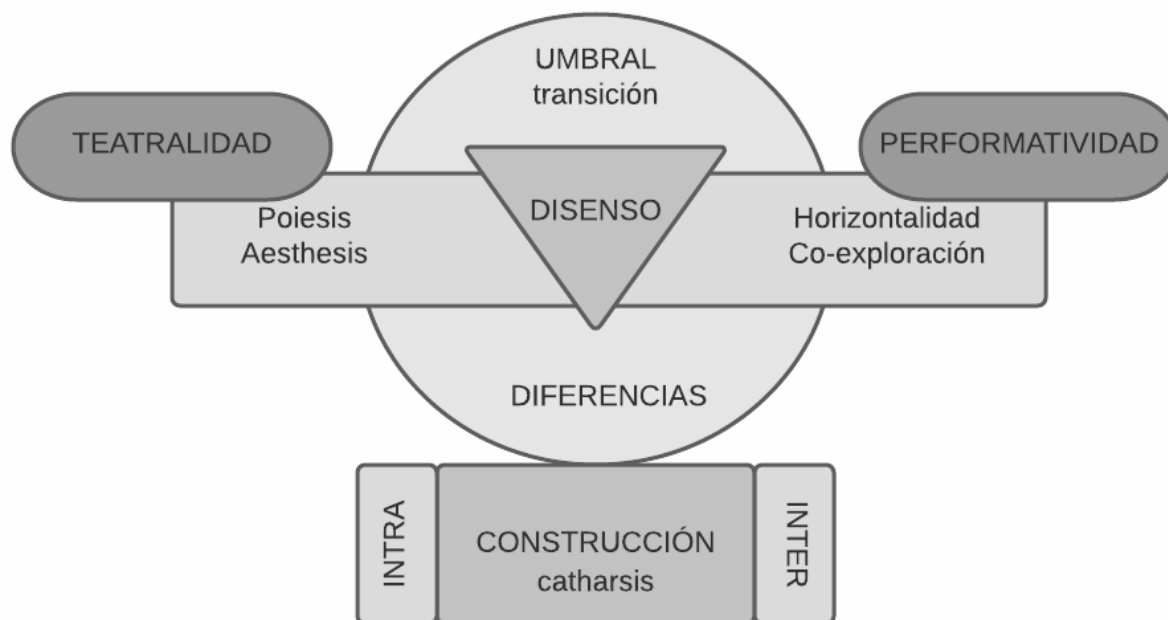 UMBRAL
transición
TEATRALIDAD
PERFORMATIVIDAD
Poiesis
Aesthesis
DISENSO
Horizontalidad
Co-exploración
DIFERENCIAS
INTRA
CONSTRUCCIÓN
catharsis
INTER